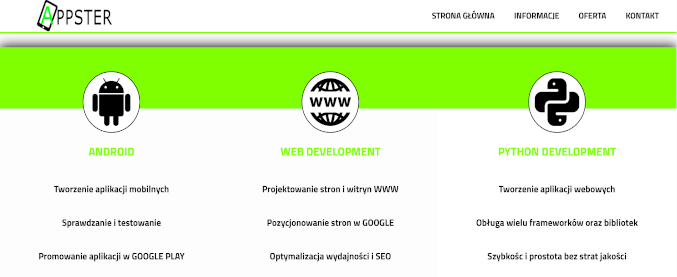 APPSTER
STRONA GŁÓWNA INFORMACJE OFERTA KONTAKT
WWW
ANDROID
Tworzenie aplikacji mobilnych
Sprawdzanie i testowanie
Promowanie aplikacji w GOOGLE PLAY
WEB DEVELOPMENT
Projektowanie stron i witryn WWW
Pozycjonowanie stron w GOOGLE
Optymalizacja wydajności i SEO
PYTHON DEVELOPMENT
Tworzenie aplikacji webowych
Obługa wielu frameworków oraz bibliotek
Szybkośc i prostota bez strat jakości